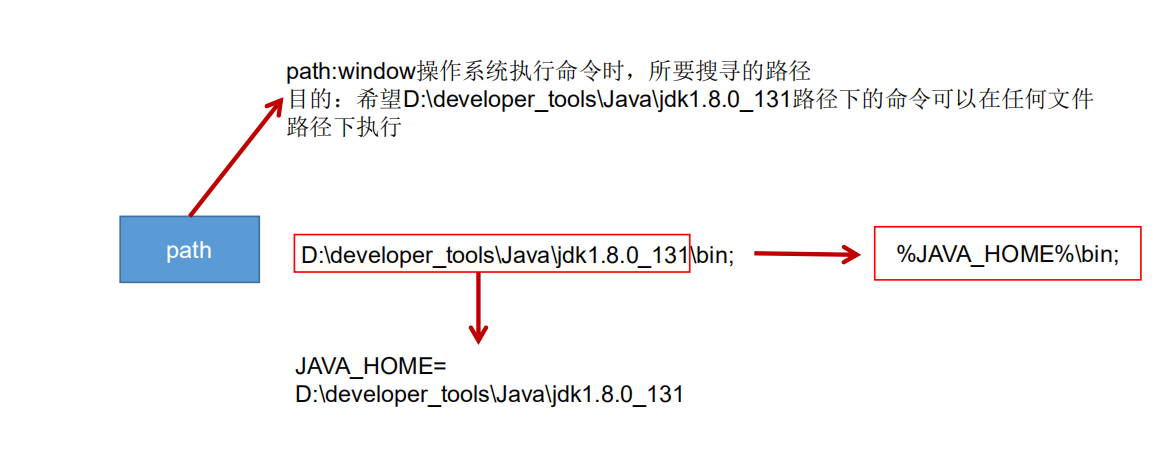 path:window操作系统执行命令时，所要搜寻的路径
目的：希望D:\developer_tools\Java\jdk1.8.0_131路径下的命令可以在任何文件
路径下执行
path
D:\developer_tools\Java\jdk1.8.0_131\bin;
%JAVA_HOME%\bin;
JAVA_HOME=
D:\developer_tools\Java\jdk1.8.0_131